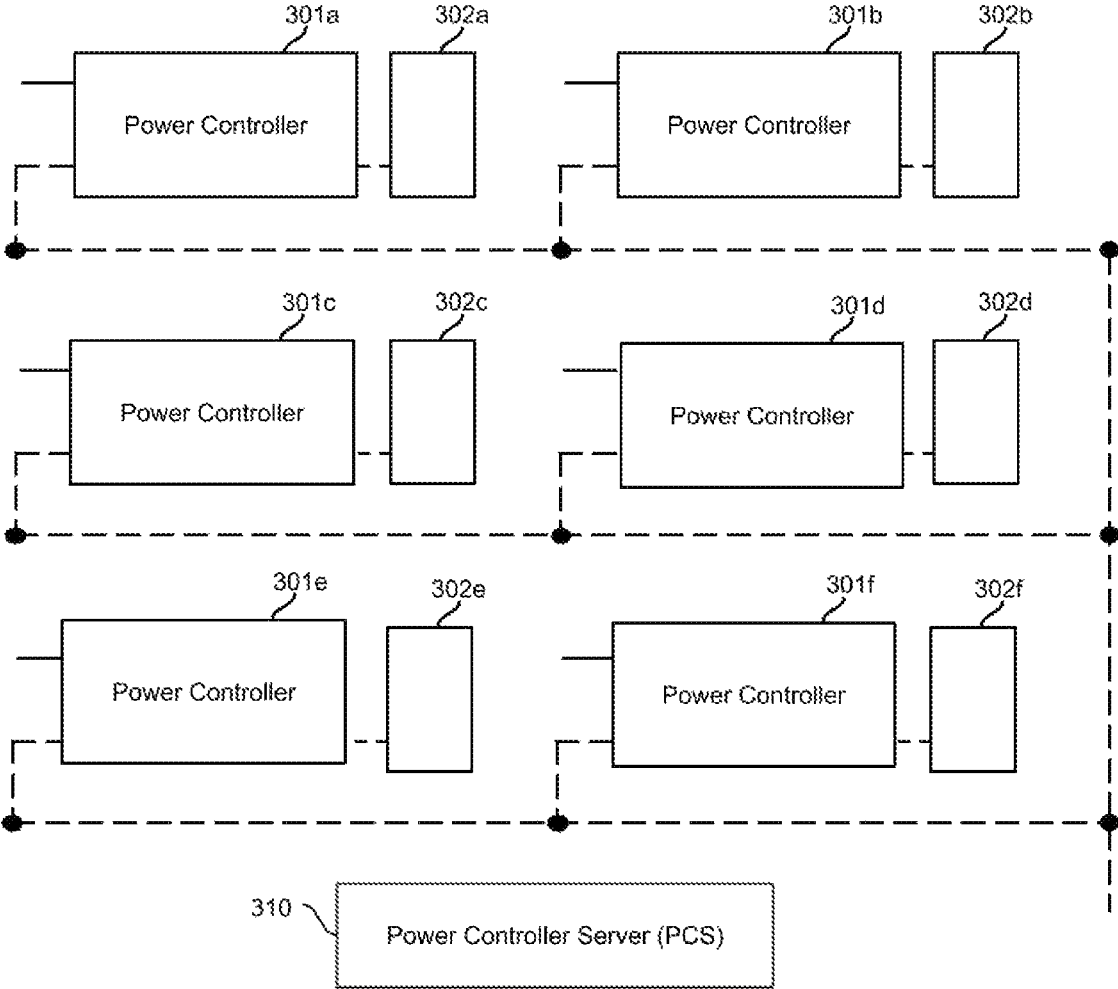 301a 302a 301b 302b
Power Controller Power Controller
301c 302c 301d 302d
Power Controller Power Controller
301e 302e 301f 302f
Power Controller Power Controller
310
Power Controller Server (PCS)